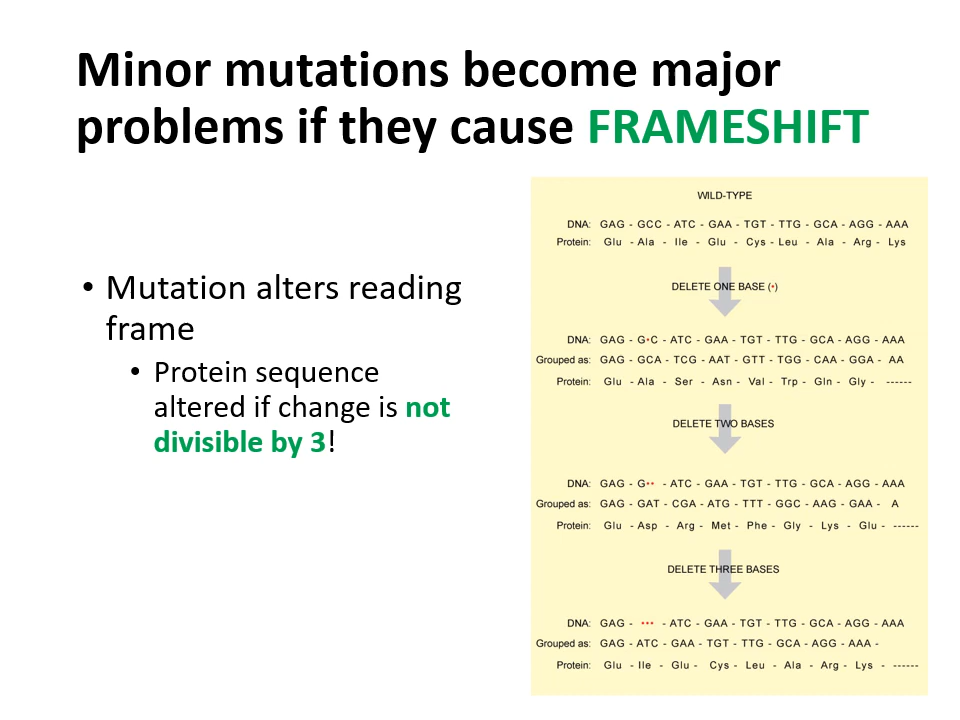 Minor mutations become major
problems if they cause FRAMESHIFT
• Mutation alters reading
frame
• Protein sequence
altered if change is not
divisible by 3!
WILD-TYPE
DNA: GAG - GCC - ATC - GAA - TGT - TTG - GCA - AGG - AAA
Protein: Glu - Ala - Ile - Glu - Cys - Leu - Ala - Arg - Lys
DELETE ONE BASE (•)
DNA: GAG - G•C - ATC - GAA - TGT - TTG - GCA - AGG - AAA
Grouped as: GAG - GCA - TCG - AAT - GTT - TGG - CAA - GGA - AA
Protein: Glu - Ala - Ser - Asn - Val - Trp - Gln - Gly - ------
DELETE TWO BASES
DNA: GAG - G•• - ATC - GAA - TGT - TTG - GCA - AGG - AAA
Grouped as: GAG - GAT - CGA - ATG - TTT - GGC - AAG - GAA - A
Protein: Glu - Asp - Arg - Met - Phe - Gly - Lys - Glu - ------
DELETE THREE BASES
DNA: GAG - ••• - ATC - GAA - TGT - TTG - GCA - AGG - AAA
Grouped as: GAG - ATC - GAA - TGT - TTG - GCA - AGG - AAA -
Protein: Glu - Ile - Glu - Cys - Leu - Ala - Arg - Lys - ------